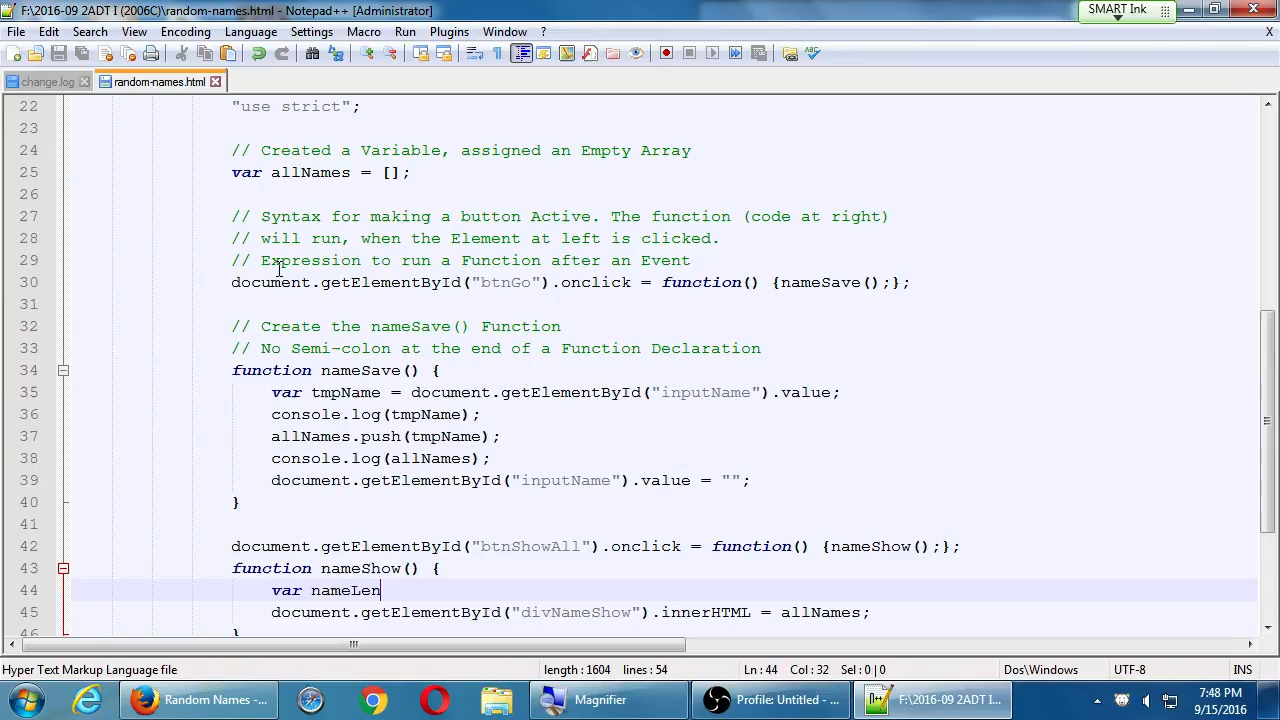 F:\2016-09 2ADT I (2006C)\random-names.html - Notepad++ [Administrator]
SMART Ink
File Edit Search View Encoding Language Settings Macro Run Plugins Window ? X
change.log random-names.html
22 "use strict";
23
24 // Created a Variable, assigned an Empty Array
25 var allNames = [];
26
27 // Syntax for making a button Active. The function (code at right)
28 // will run, when the Element at left is clicked.
29 // Expression to run a Function after an Event
30 document.getElementById("btnGo").onclick = function() {nameSave();};
31
32 // Create the nameSave() Function
33 // No Semi-colon at the end of a Function Declaration
34 function nameSave() {
35 var tmpName = document.getElementById("inputName").value;
36 console.log(tmpName);
37 allNames.push(tmpName);
38 console.log(allNames);
39 document.getElementById("inputName").value = "";
40 }
41
42 document.getElementById("btnShowAll").onclick = function() {nameShow();};
43 function nameShow() {
44 var nameLen
45 document.getElementById("divNameShow").innerHTML = allNames;
46 }
Hyper Text Markup Language file length : 1604 lines : 54 Ln : 44 Col : 32 Sel : 0 | 0 Dos\Windows UTF-8 INS
Random Names -... Magnifier Profile: Untitled - ... F:\2016-09 2ADT I... 7:48 PM
9/15/2016